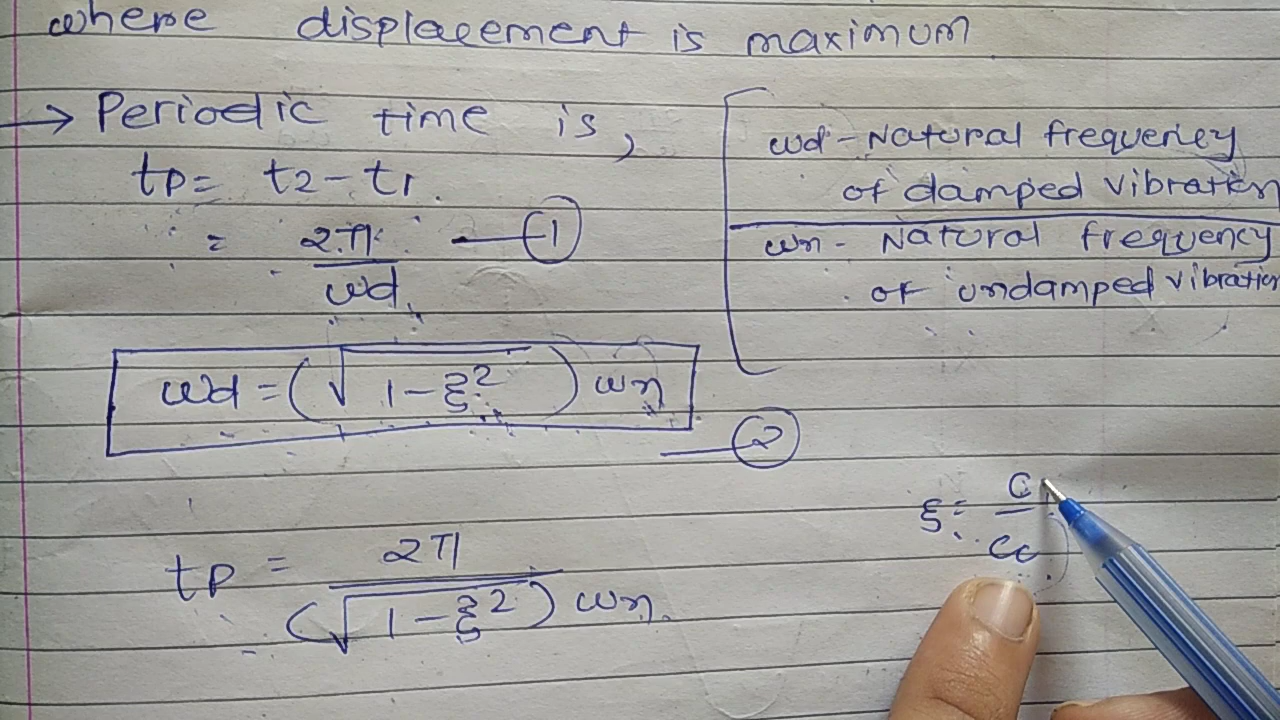 where displacement is maximum
→ Periodic time is,
tp = t2 - t1
= 2π/ωd —①
ωd - Natural frequency
of damped vibration
ωn - Natural frequency
of undamped vibration
ωd = (√1-ξ²) ωn —②
ξ = C/Cc
tp = 2π/(√1-ξ²) ωn